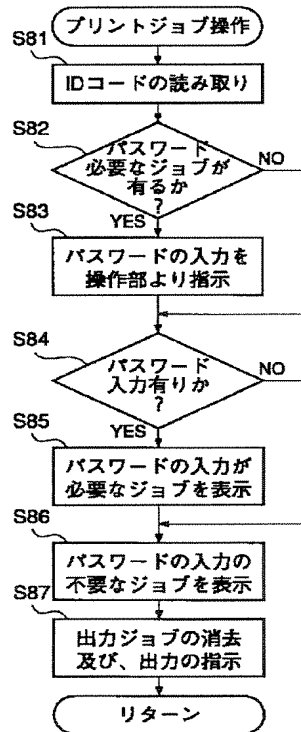 プリントジョブ操作
S81
IDコードの読み取り
S82
パスワード
必要なジョブが
有るか
?
NO
YES
S83
パスワードの入力を
操作部より指示
S84
パスワード
入力有りか
?
NO
YES
S85
パスワードの入力が
必要なジョブを表示
S86
パスワードの入力の
不要なジョブを表示
S87
出力ジョブの消去
及び、出力の指示
リターン